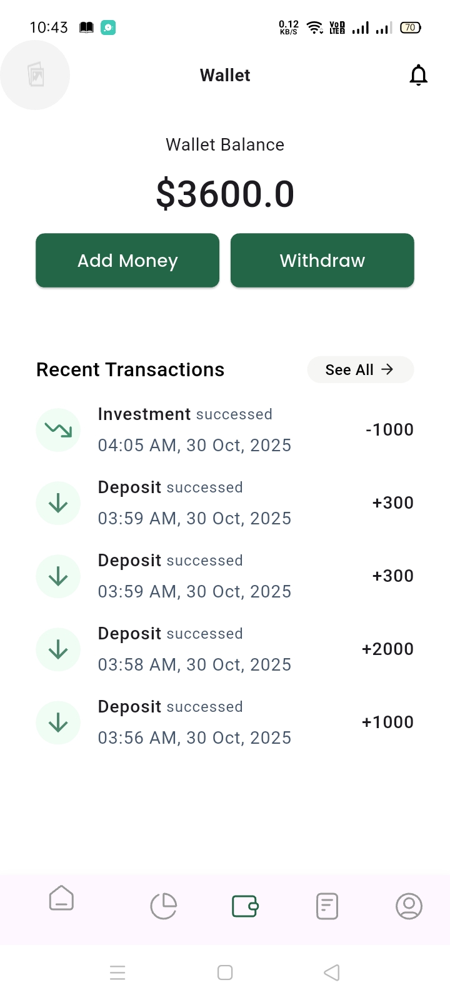 10:43
0.12
KB/S
Vo 1
LTE 2
70
Wallet
Wallet Balance
$3600.0
Add Money
Withdraw
Recent Transactions
See All →
Investment successed
-1000
04:05 AM, 30 Oct, 2025
Deposit successed
+300
03:59 AM, 30 Oct, 2025
Deposit successed
+300
03:59 AM, 30 Oct, 2025
Deposit successed
+2000
03:58 AM, 30 Oct, 2025
Deposit successed
+1000
03:56 AM, 30 Oct, 2025